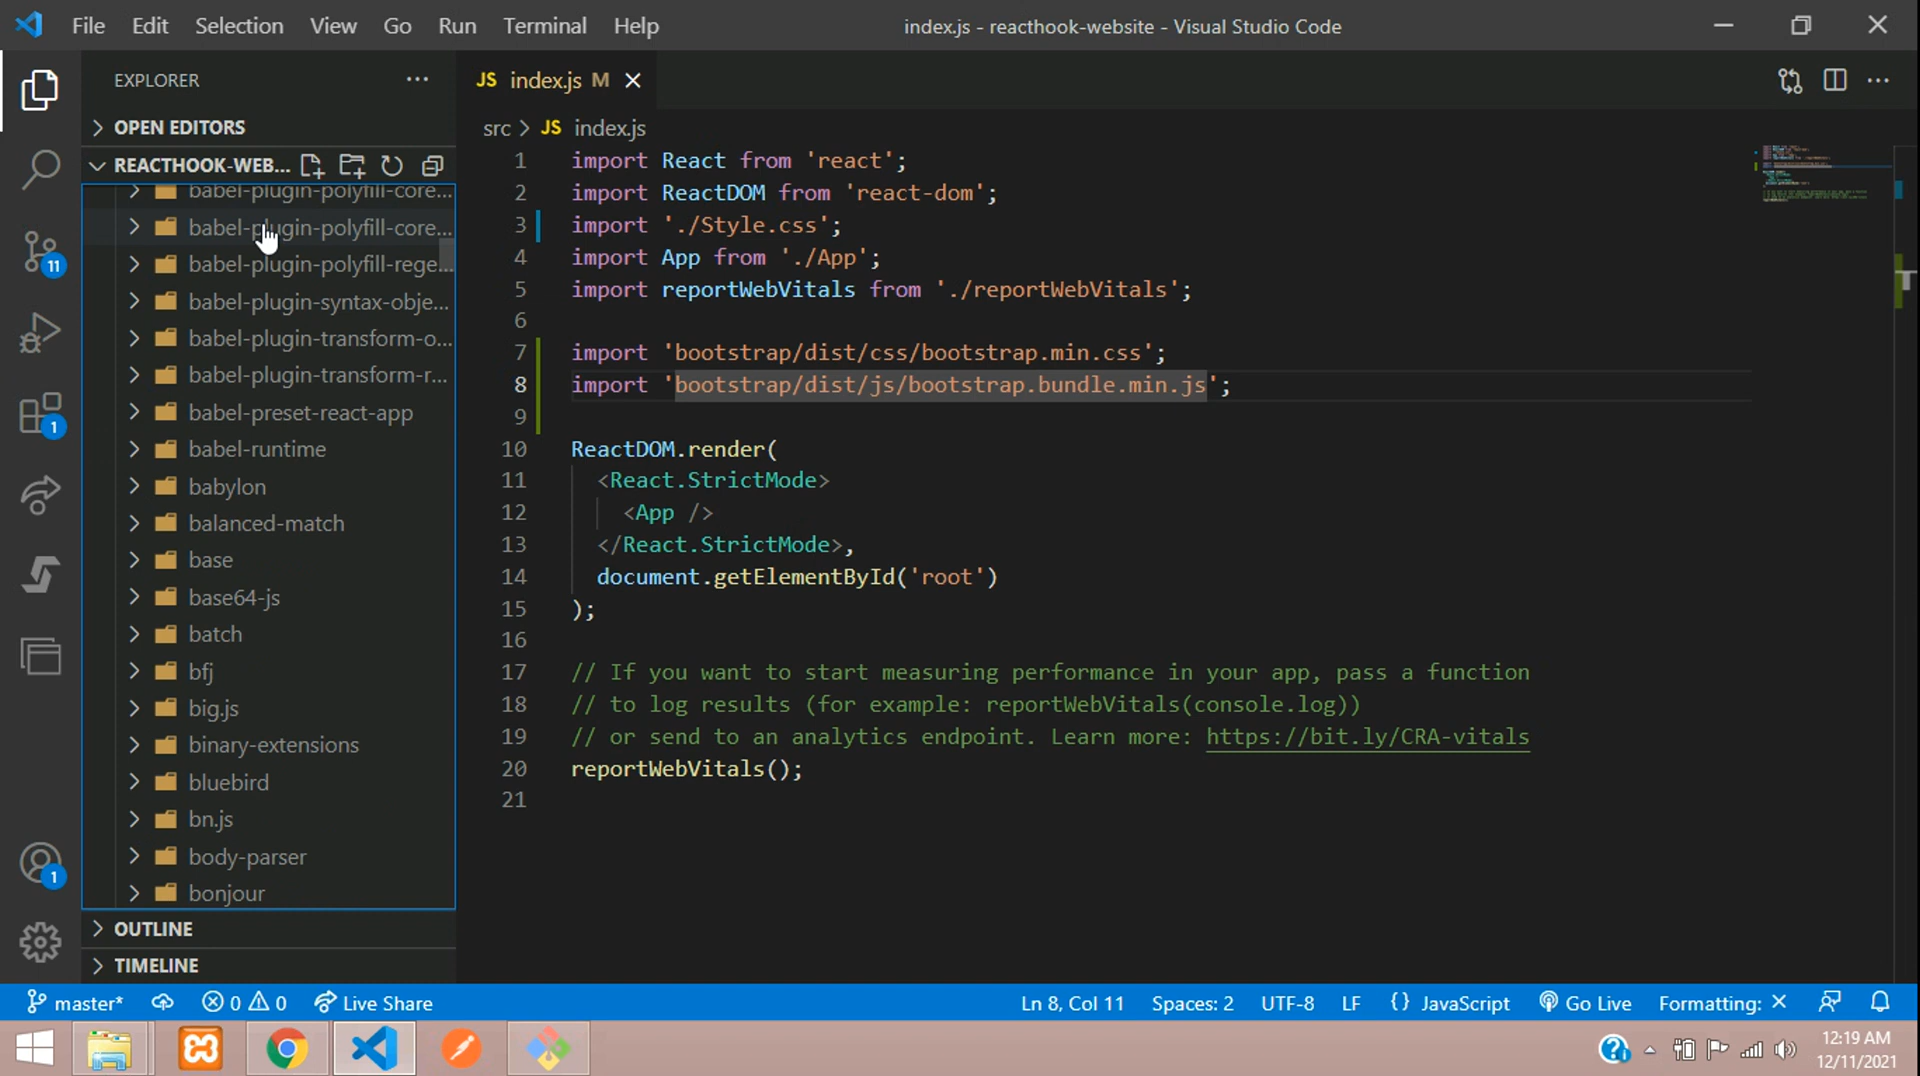 File Edit Selection View Go Run Terminal Help
index.js - reacthook-website - Visual Studio Code
EXPLORER
JS index.js M
OPEN EDITORS
src > JS index.js
REACTHOOK-WEB...
babel-plugin-polyfill-core...
babel-plugin-polyfill-core...
babel-plugin-polyfill-rege...
babel-plugin-syntax-obje...
babel-plugin-transform-o...
babel-plugin-transform-r...
babel-preset-react-app
babel-runtime
babylon
balanced-match
base
base64-js
batch
bfj
big.js
binary-extensions
bluebird
bn.js
body-parser
bonjour
OUTLINE
TIMELINE
11
1
1
1 import React from 'react';
2 import ReactDOM from 'react-dom';
3 import './Style.css';
4 import App from './App';
5 import reportWebVitals from './reportWebVitals';
6
7 import 'bootstrap/dist/css/bootstrap.min.css';
8 import 'bootstrap/dist/js/bootstrap.bundle.min.js';
9
10 ReactDOM.render(
11 <React.StrictMode>
12 <App />
13 </React.StrictMode>,
14 document.getElementById('root')
15 );
16
17 // If you want to start measuring performance in your app, pass a function
18 // to log results (for example: reportWebVitals(console.log))
19 // or send to an analytics endpoint. Learn more: https://bit.ly/CRA-vitals
20 reportWebVitals();
21
master* 0 0 Live Share Ln 8, Col 11 Spaces: 2 UTF-8 LF {} JavaScript Go Live Formatting: ×
12:19 AM
12/11/2021